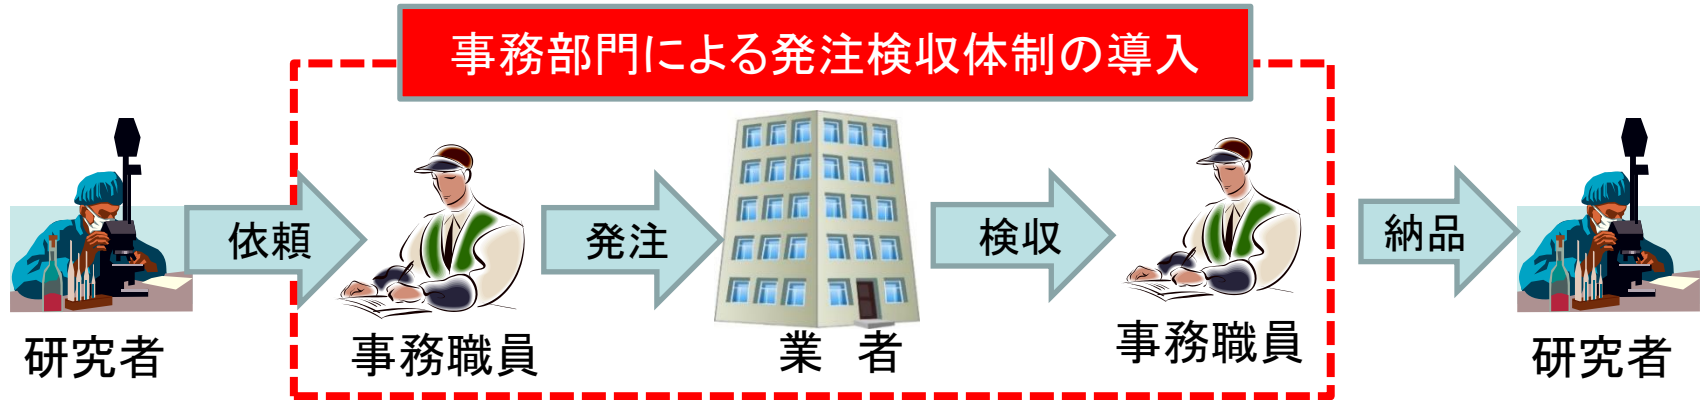 事務部門による発注検収体制の導入
依頼
発注
検収
納品
研究者
事務職員
業　者
事務職員
研究者